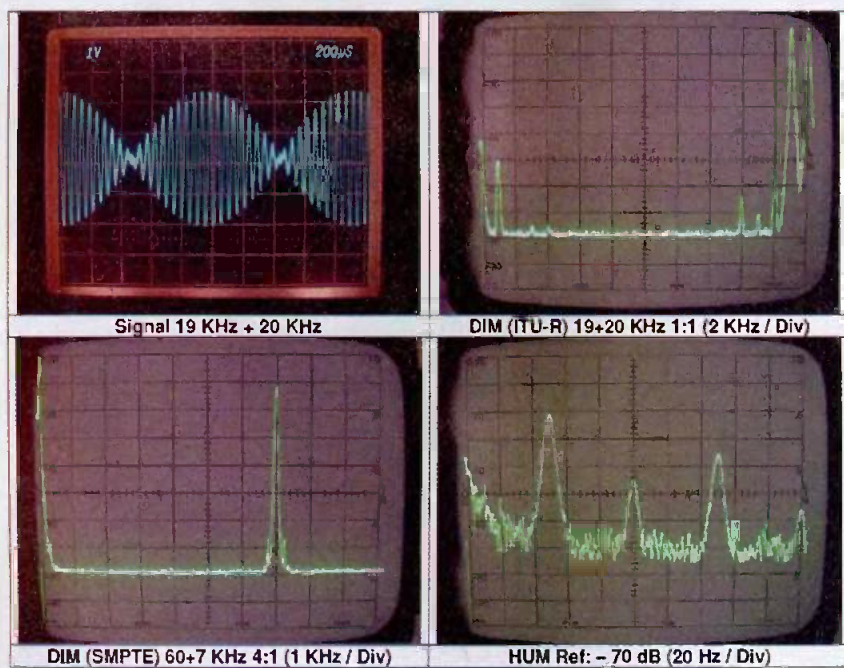 1V 200µS
Signal 19 KHz + 20 KHz
DIM (ITU-R) 19+20 KHz 1:1 (2 KHz / Div)
DIM (SMPTE) 60+7 KHz 4:1 (1 KHz / Div)
HUM Ref: – 70 dB (20 Hz / Div)